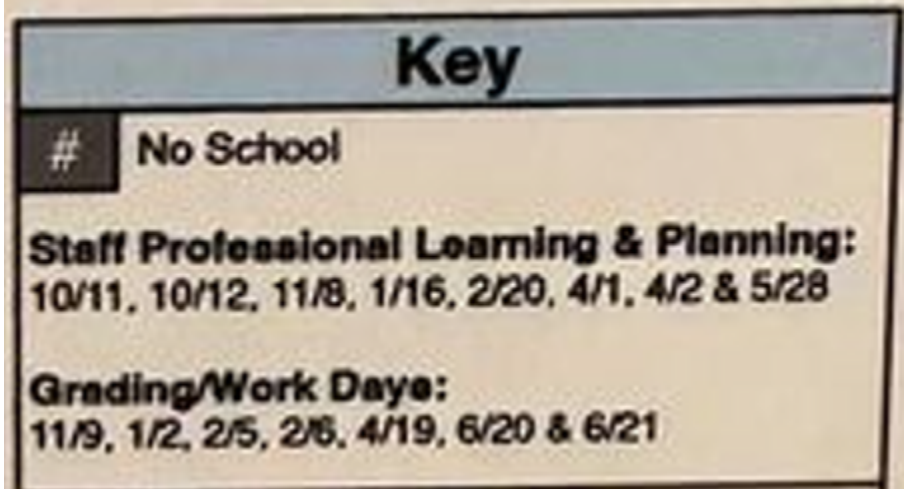 Key
# No School
Staff Professional Learning & Planning:
10/11, 10/12, 11/8, 1/16, 2/20, 4/1, 4/2 & 5/28
Grading/Work Days:
11/9, 1/2, 2/5, 2/6, 4/19, 6/20 & 6/21